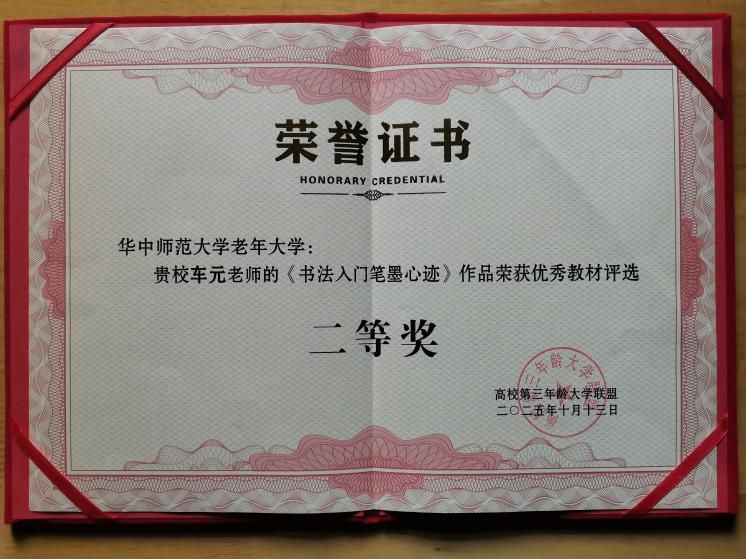 荣誉证书
HONORARY CREDENTIAL
华中师范大学老年大学：
贵校车元老师的《书法入门笔墨心迹》作品荣获优秀教材评选
二等奖
高校第三年龄大学联盟
二〇二五年十月十三日